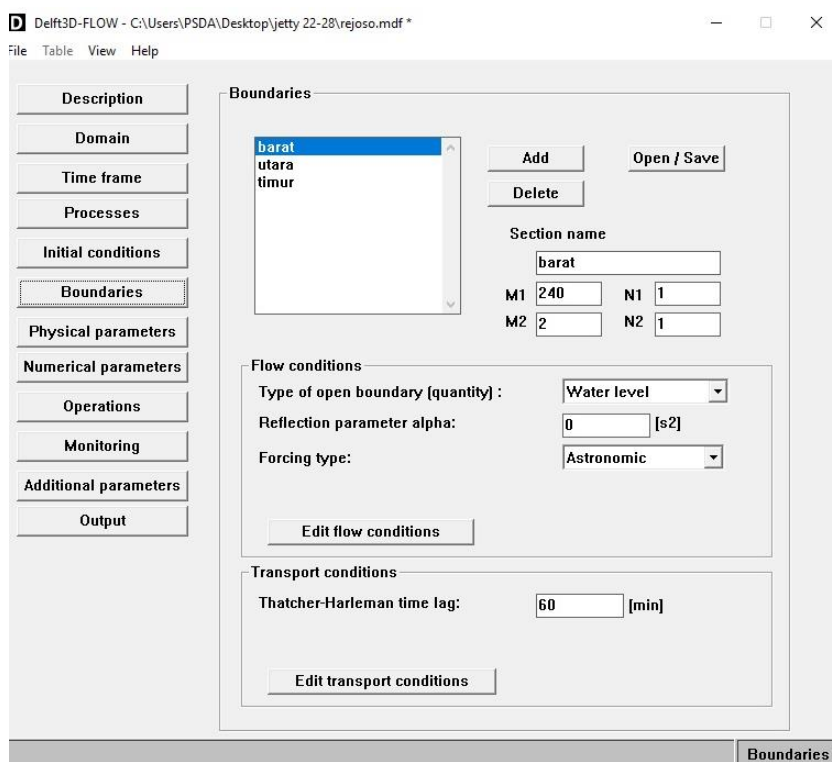 D Delft3D-FLOW - C:\Users\PSDA\Desktop\jetty 22-28\rejoso.mdf *
File Table View Help
Description
Domain
Time frame
Processes
Initial conditions
Boundaries
Physical parameters
Numerical parameters
Operations
Monitoring
Additional parameters
Output
Boundaries
barat
utara
timur
Add
Open / Save
Delete
Section name
barat
M1 240 N1 1
M2 2 N2 1
Flow conditions
Type of open boundary (quantity) : Water level
Reflection parameter alpha: 0 [s2]
Forcing type: Astronomic
Edit flow conditions
Transport conditions
Thatcher-Harleman time lag: 60 [min]
Edit transport conditions
Boundaries